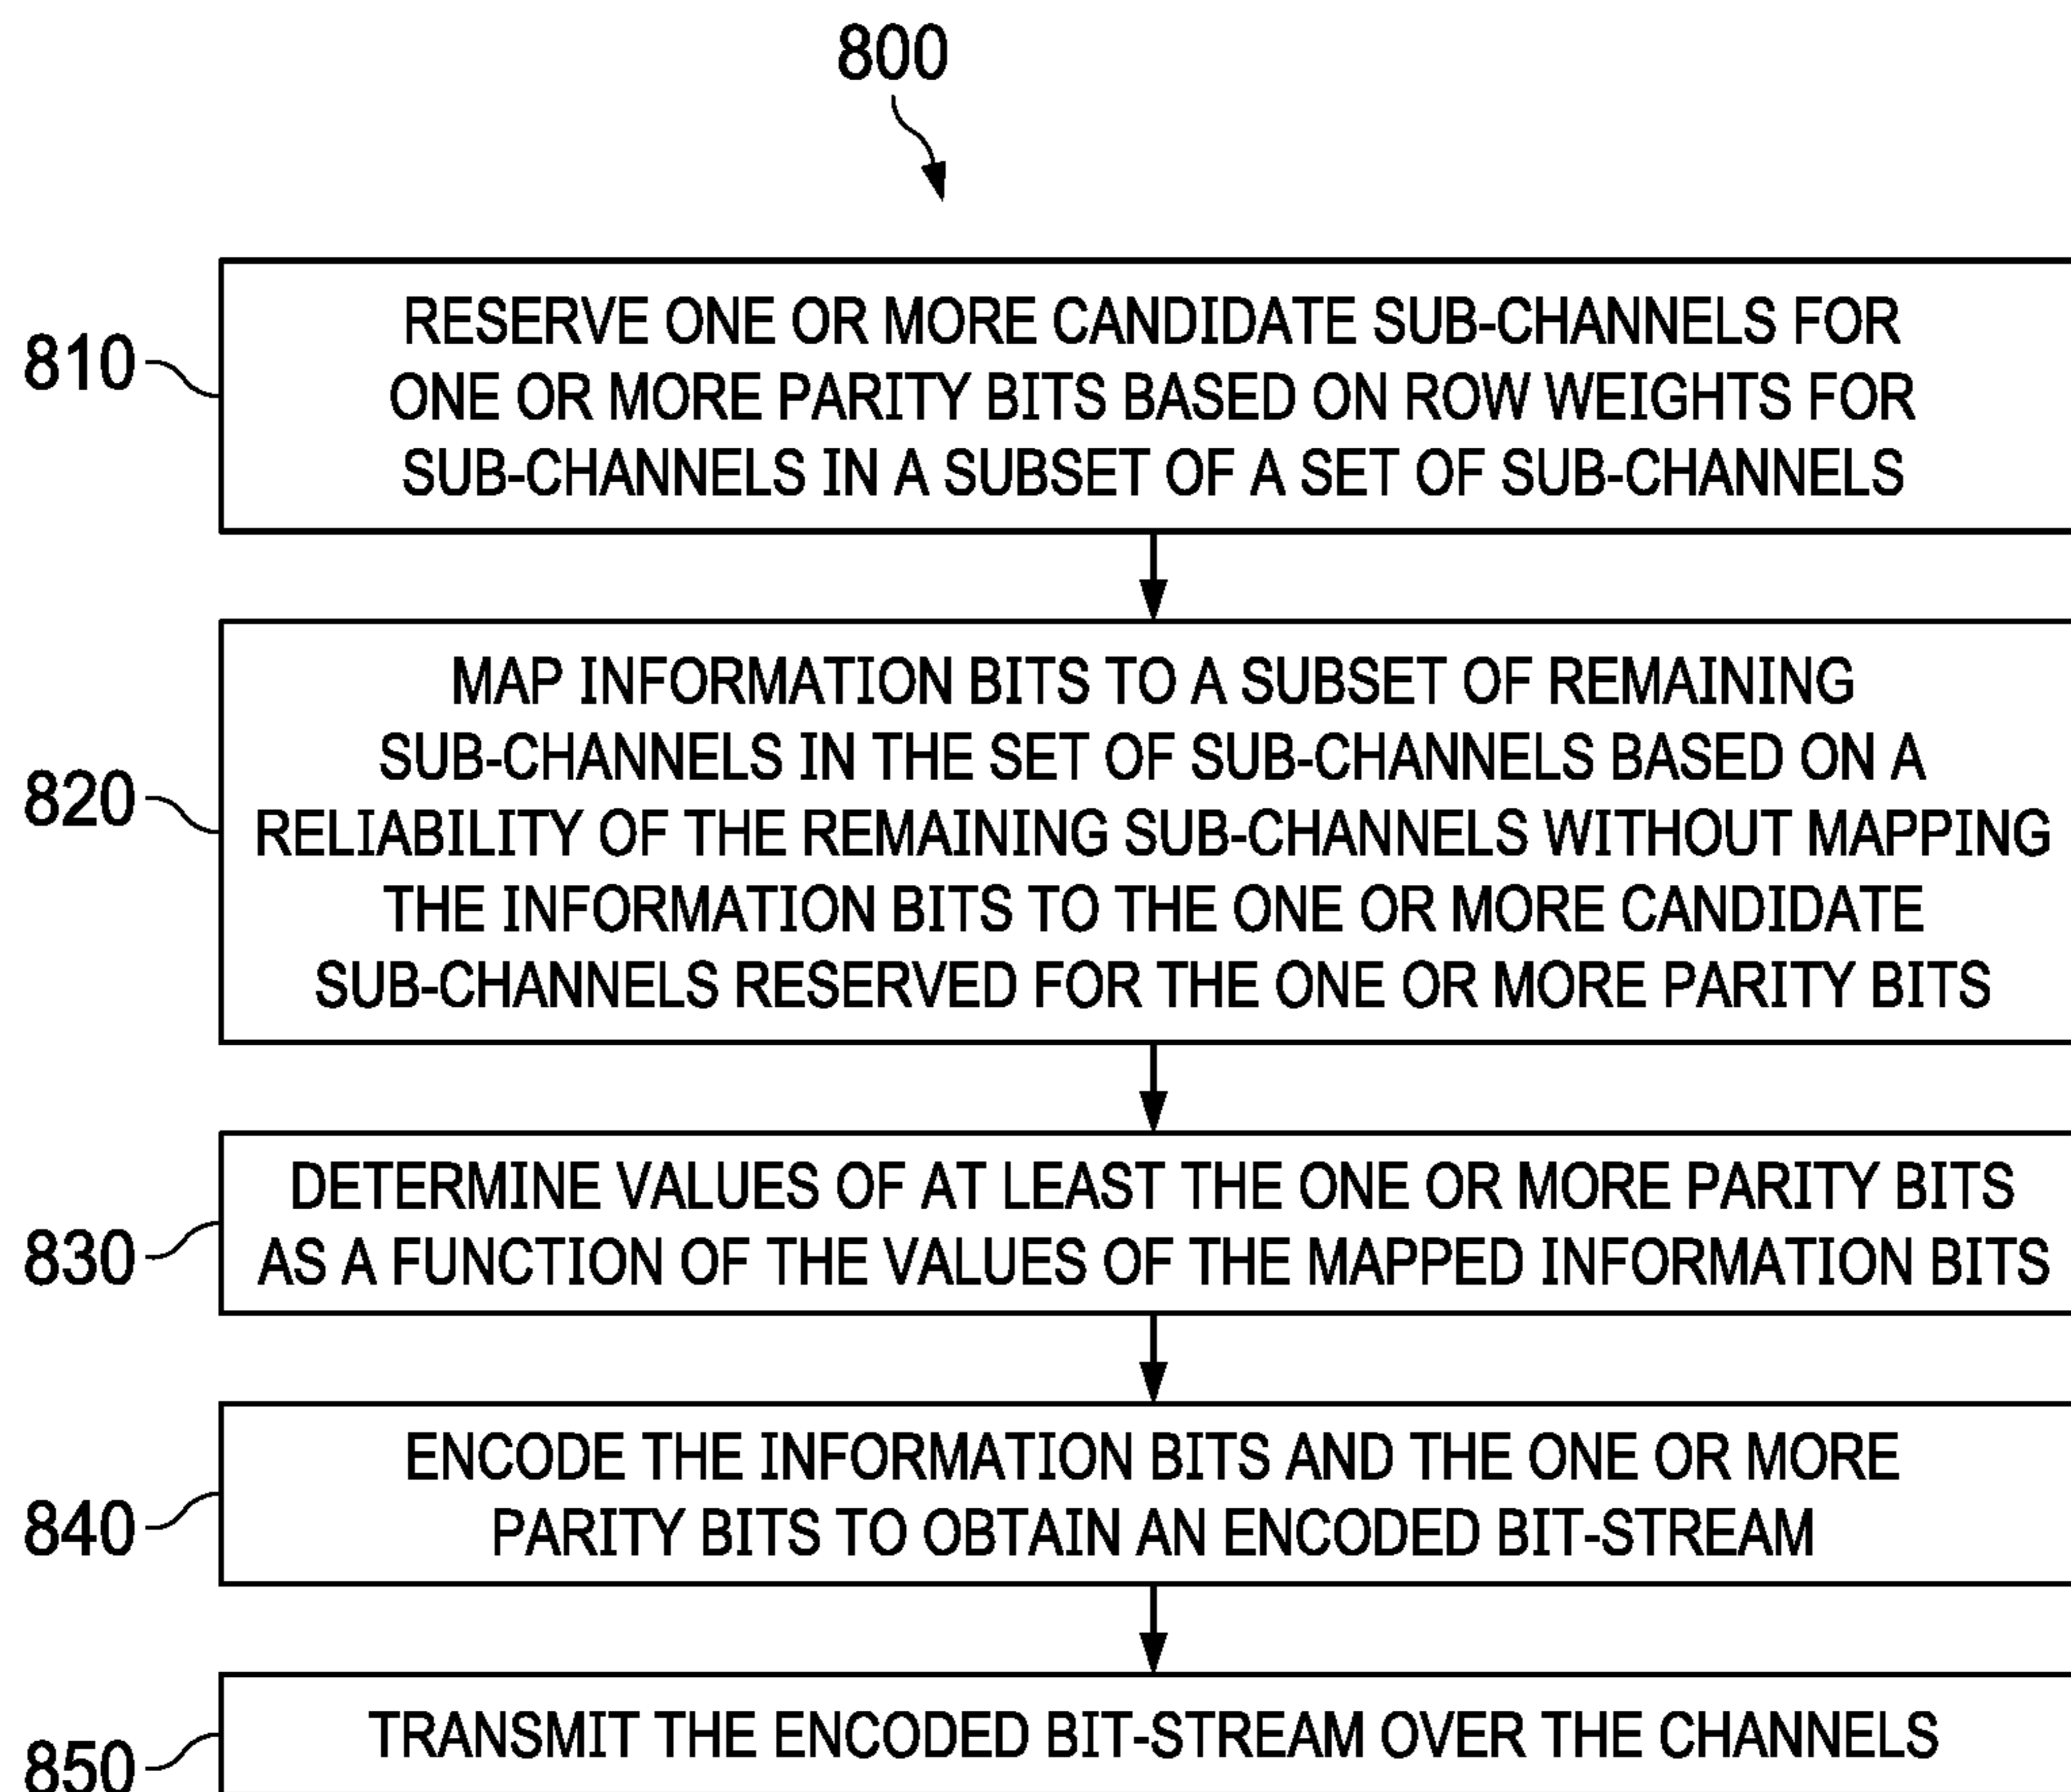 800
810
RESERVE ONE OR MORE CANDIDATE SUB-CHANNELS FOR
ONE OR MORE PARITY BITS BASED ON ROW WEIGHTS FOR
SUB-CHANNELS IN A SUBSET OF A SET OF SUB-CHANNELS
820
MAP INFORMATION BITS TO A SUBSET OF REMAINING
SUB-CHANNELS IN THE SET OF SUB-CHANNELS BASED ON A
RELIABILITY OF THE REMAINING SUB-CHANNELS WITHOUT MAPPING
THE INFORMATION BITS TO THE ONE OR MORE CANDIDATE
SUB-CHANNELS RESERVED FOR THE ONE OR MORE PARITY BITS
830
DETERMINE VALUES OF AT LEAST THE ONE OR MORE PARITY BITS
AS A FUNCTION OF THE VALUES OF THE MAPPED INFORMATION BITS
840
ENCODE THE INFORMATION BITS AND THE ONE OR MORE
PARITY BITS TO OBTAIN AN ENCODED BIT-STREAM
850
TRANSMIT THE ENCODED BIT-STREAM OVER THE CHANNELS